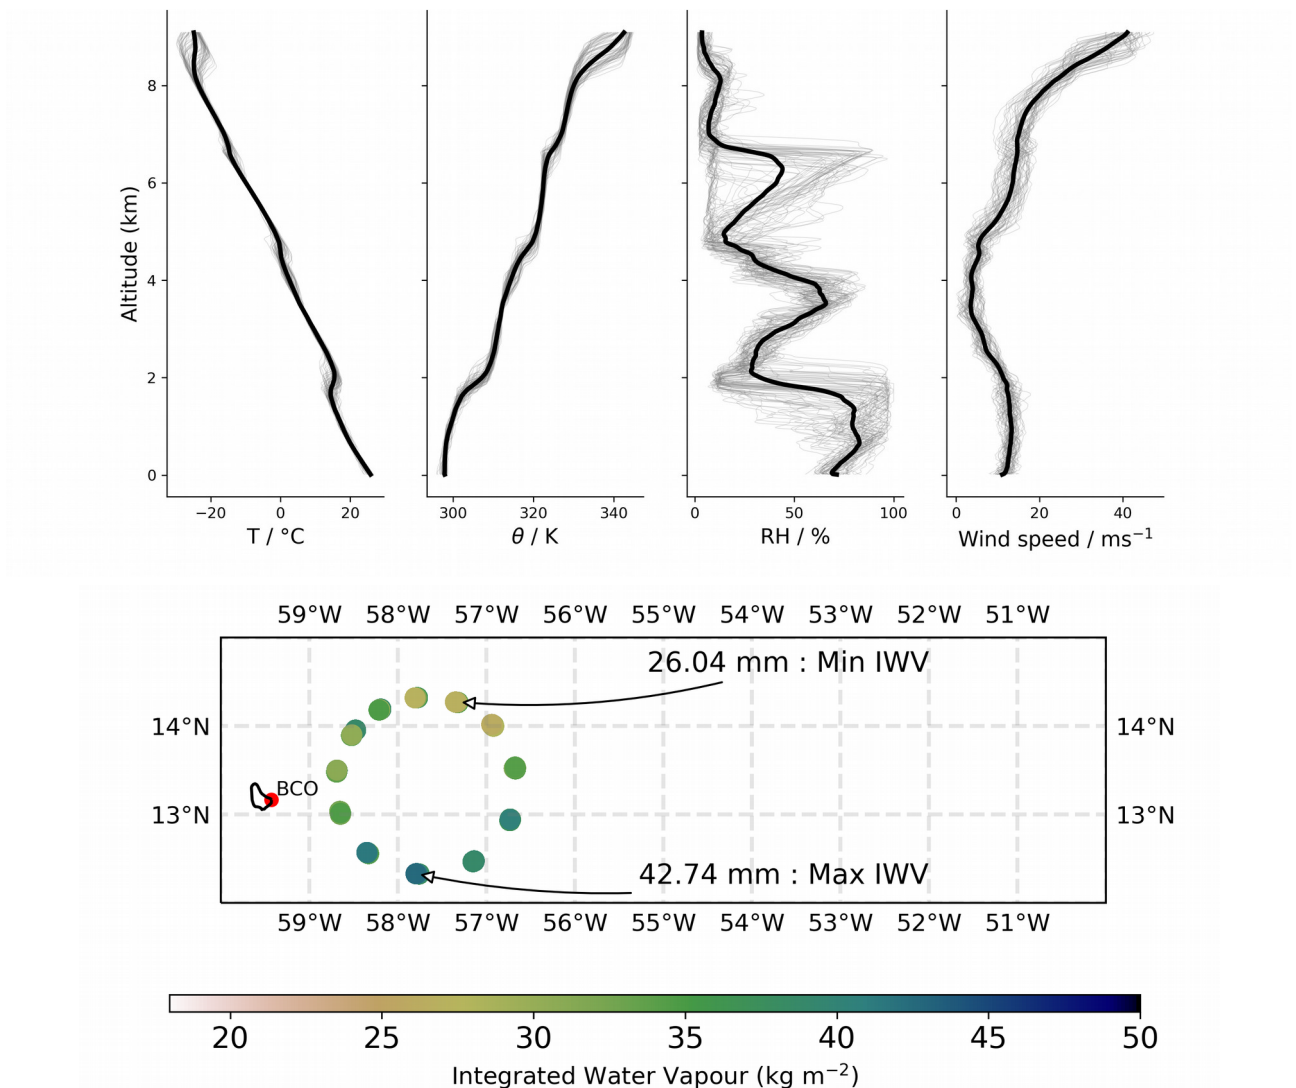 8
6
4
2
0
Altitude (km)
−20 0 20
T / °C
300 320 340
θ / K
0 50 100
RH / %
0 20 40
Wind speed / ms⁻¹
59°W 58°W 57°W 56°W 55°W 54°W 53°W 52°W 51°W
26.04 mm : Min IWV
14°N 14°N
BCO
13°N 13°N
42.74 mm : Max IWV
59°W 58°W 57°W 56°W 55°W 54°W 53°W 52°W 51°W
20 25 30 35 40 45 50
Integrated Water Vapour (kg m⁻²)